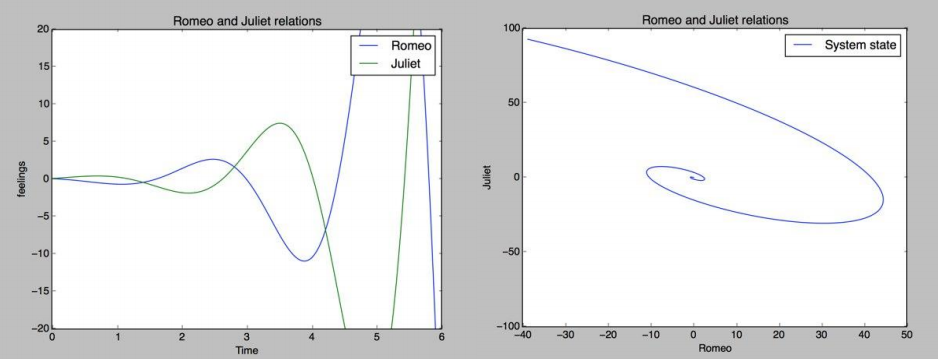 Romeo and Juliet relations
20
15
10
5
0
−5
−10
−15
−20
feelings
Romeo
Juliet
0 1 2 3 4 5 6
Time
Romeo and Juliet relations
100
50
0
−50
−100
Juliet
System state
−40 −30 −20 −10 0 10 20 30 40 50
Romeo